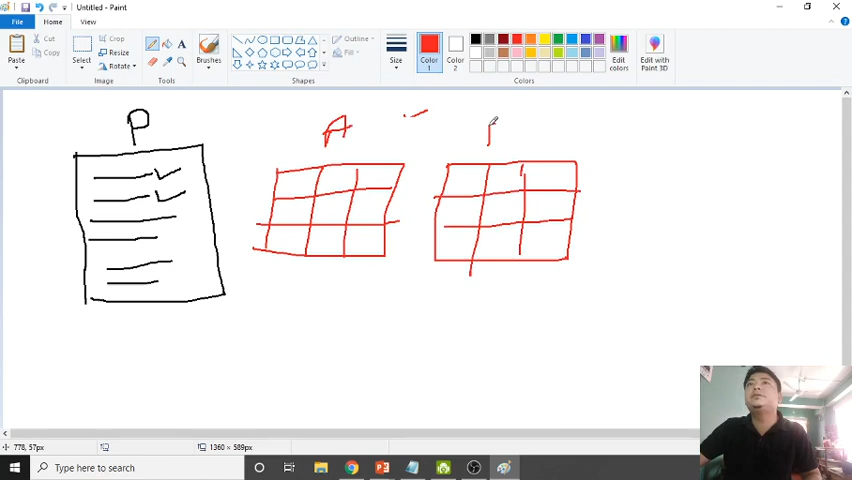 Untitled - Paint
File
Home
View
Paste
Cut
Copy
Clipboard
Select
Crop
Resize
Rotate
Image
Tools
Brushes
Shapes
Outline
Fill
Size
Color 1
Color 2
Colors
Edit colors
Edit with Paint 3D
P
A
778, 57px
1360 × 589px
Type here to search